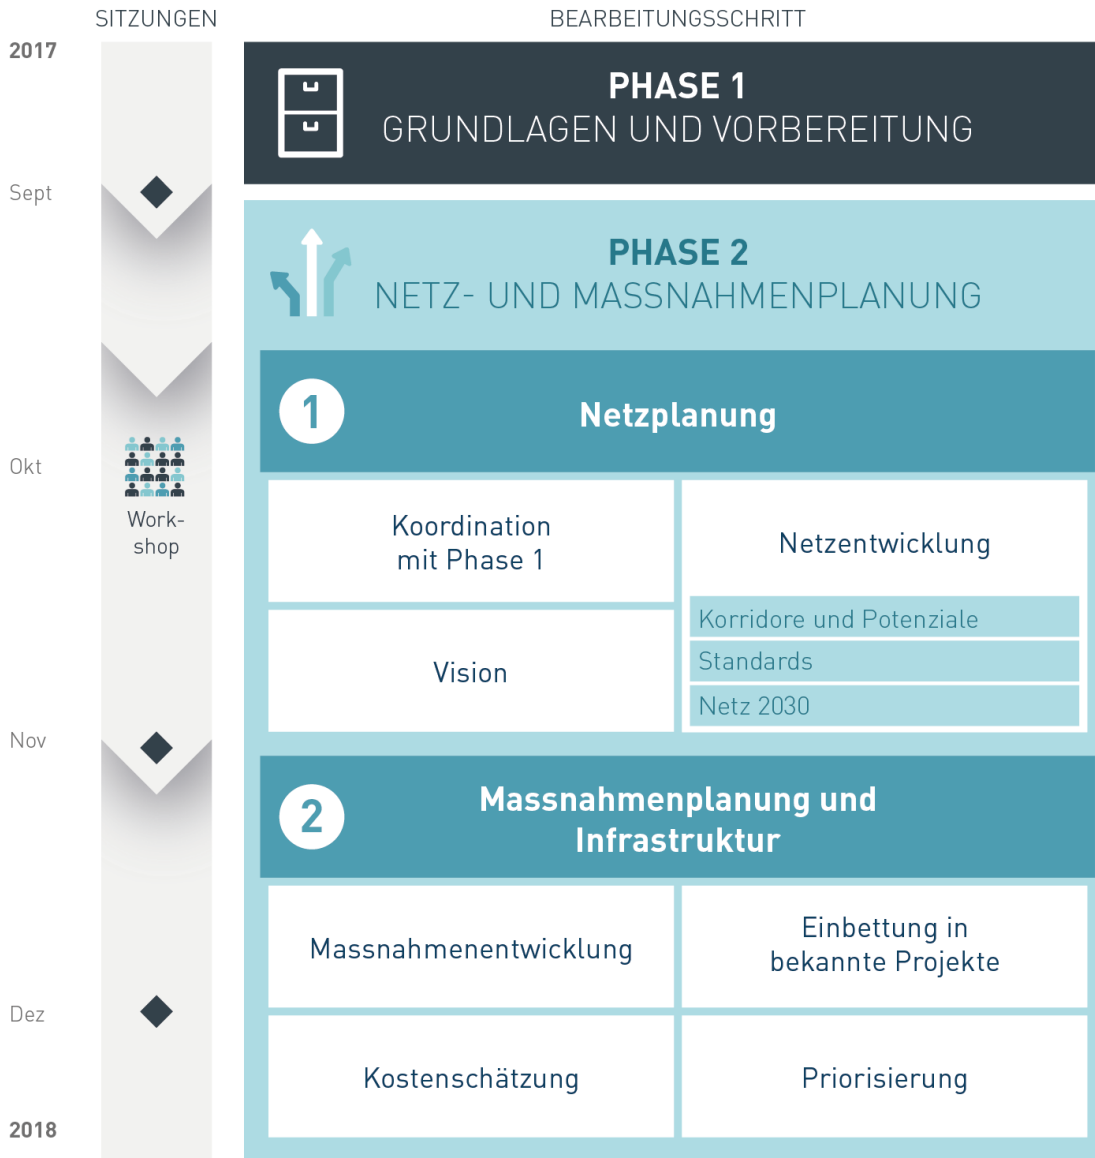 SITZUNGEN
BEARBEITUNGSSCHRITT
2017
PHASE 1
GRUNDLAGEN UND VORBEREITUNG
Sept
PHASE 2
NETZ- UND MASSNAHMENPLANUNG
1
Netzplanung
Okt
Work-
shop
Koordination
mit Phase 1
Netzentwicklung
Korridore und Potenziale
Standards
Netz 2030
Vision
Nov
2
Massnahmenplanung und
Infrastruktur
Massnahmenentwicklung
Einbettung in
bekannte Projekte
Dez
Kostenschätzung
Priorisierung
2018